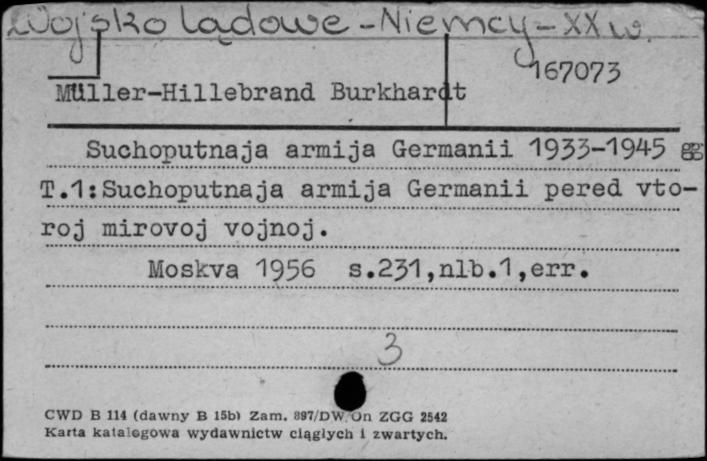 Wojsko lądowe - Niemcy - XX w.
167073
Müller-Hillebrand Burkhardt
Suchoputnaja armija Germanii 1933-1945
T.1:Suchoputnaja armija Germanii pered vto-
roj mirovoj vojnoj.
Moskva 1956 s.231,nlb.1,err.
3
CWD B 114 (dawny B 15b) Zam. 897/DW/On ZGG 2542
Karta katalogowa wydawnictw ciągłych i zwartych.